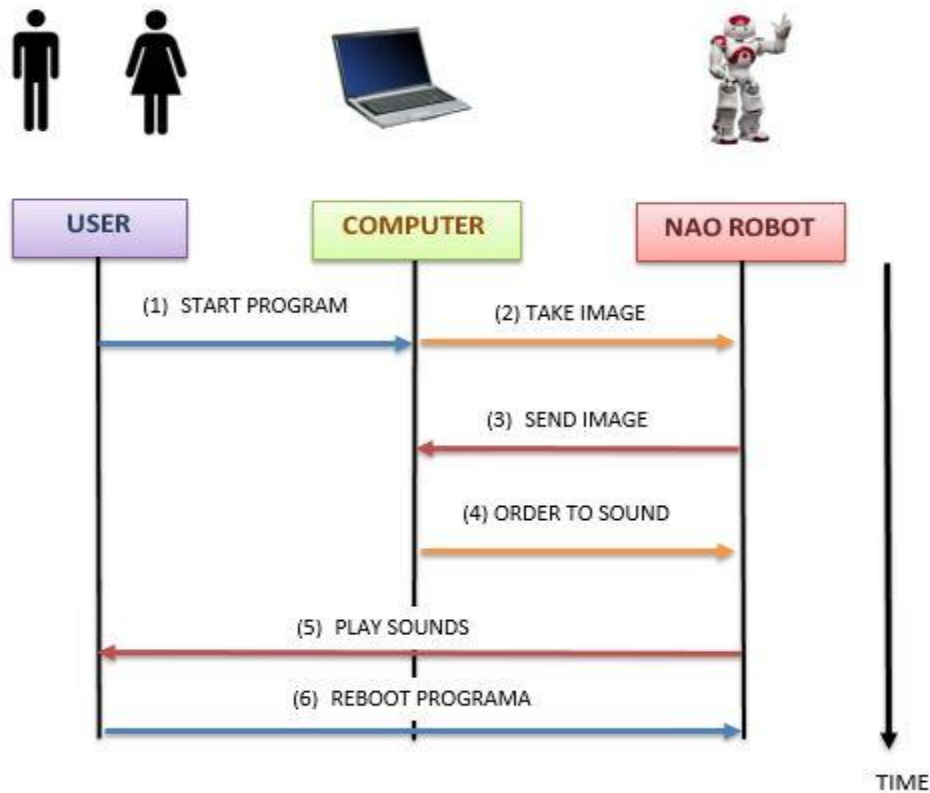 USER
COMPUTER
NAO ROBOT
(1) START PROGRAM
(2) TAKE IMAGE
(3) SEND IMAGE
(4) ORDER TO SOUND
(5) PLAY SOUNDS
(6) REBOOT PROGRAMA
TIME